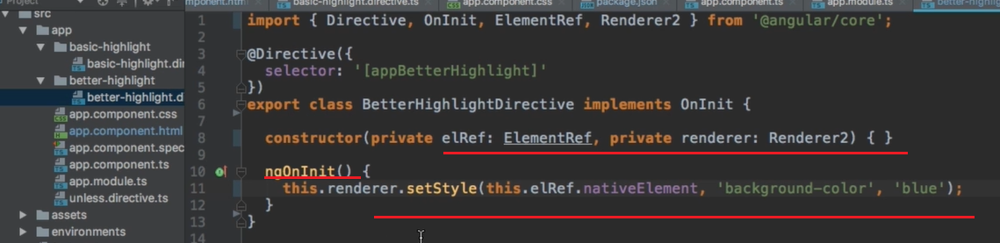 Project
mponent.html
basic-highlight.directive.ts
app.component.css
package.json
app.component.ts
app.module.ts
better-highl
src
app
basic-highlight
basic-highlight.dir
better-highlight
better-highlight.d
app.component.css
app.component.html
app.component.spec
app.component.ts
app.module.ts
unless.directive.ts
assets
environments
1 import { Directive, OnInit, ElementRef, Renderer2 } from '@angular/core';
2
3 @Directive({
4 selector: '[appBetterHighlight]'
5 })
6 export class BetterHighlightDirective implements OnInit {
7
8 constructor(private elRef: ElementRef, private renderer: Renderer2) { }
9
10 ngOnInit() {
11 this.renderer.setStyle(this.elRef.nativeElement, 'background-color', 'blue');
12 }
13 }
14